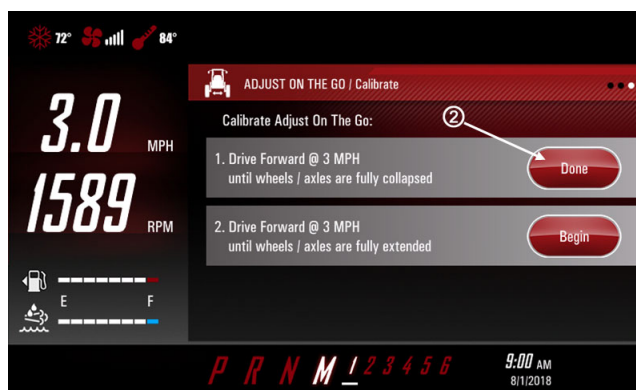 72° 84°
ADJUST ON THE GO / Calibrate
3.0 MPH
Calibrate Adjust On The Go:
2
1. Drive Forward @ 3 MPH
until wheels / axles are fully collapsed
Done
1589 RPM
2. Drive Forward @ 3 MPH
until wheels / axles are fully extended
Begin
E F
P R N M 1 2 3 4 5 6
9:00 AM
8/1/2018